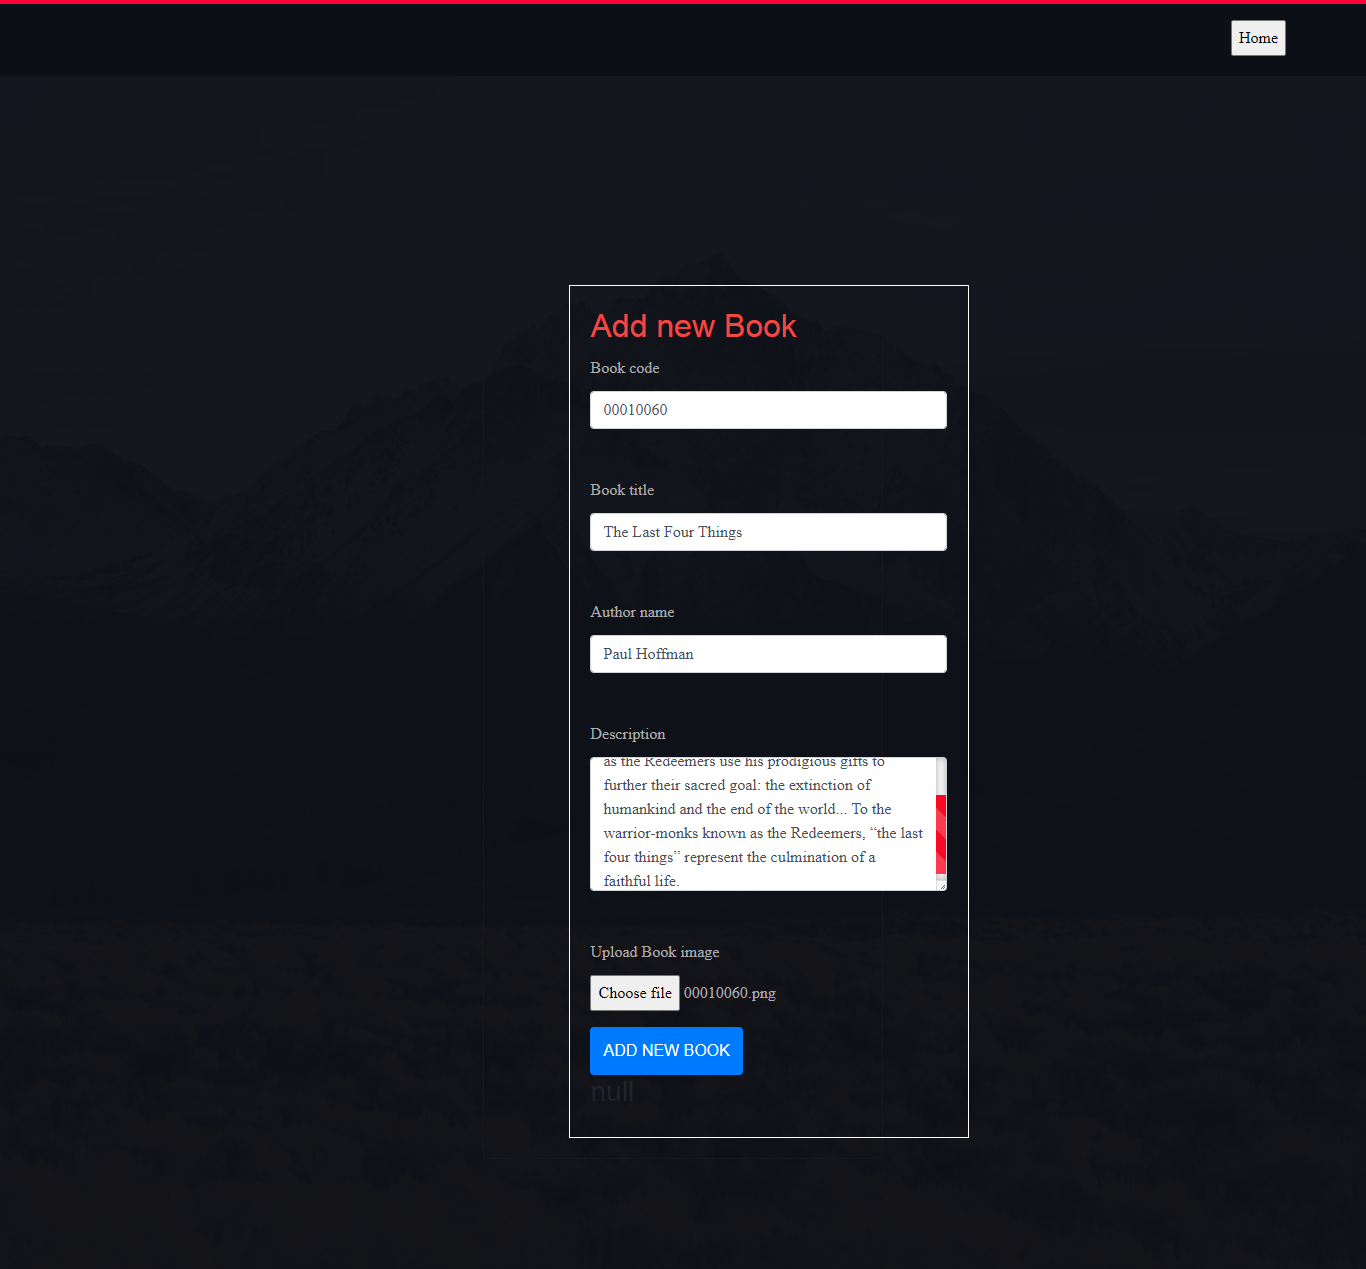 Home
Add new Book
Book code
00010060
Book title
The Last Four Things
Author name
Paul Hoffman
Description
as the Redeemers use his prodigious gifts to
further their sacred goal: the extinction of
humankind and the end of the world... To the
warrior-monks known as the Redeemers, “the last
four things” represent the culmination of a
faithful life.
Upload Book image
Choose file 00010060.png
ADD NEW BOOK
null